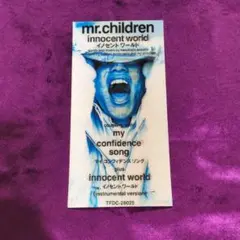 mr.children
innocent world
イノセント ワールド
my
confidence
song
マイ コンフィデンス ソング
plus
innocent world
イノセント ワールド
(instrumental version)
TFDC-28025